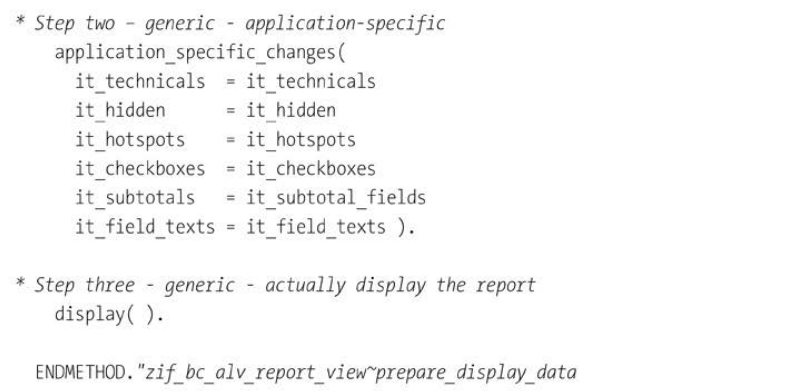 * Step two – generic - application-specific
application_specific_changes(
it_technicals = it_technicals
it_hidden = it_hidden
it_hotspots = it_hotspots
it_checkboxes = it_checkboxes
it_subtotals = it_subtotal_fields
it_field_texts = it_field_texts ).
* Step three - generic - actually display the report
display( ).
ENDMETHOD."zif_bc_alv_report_view~prepare_display_data